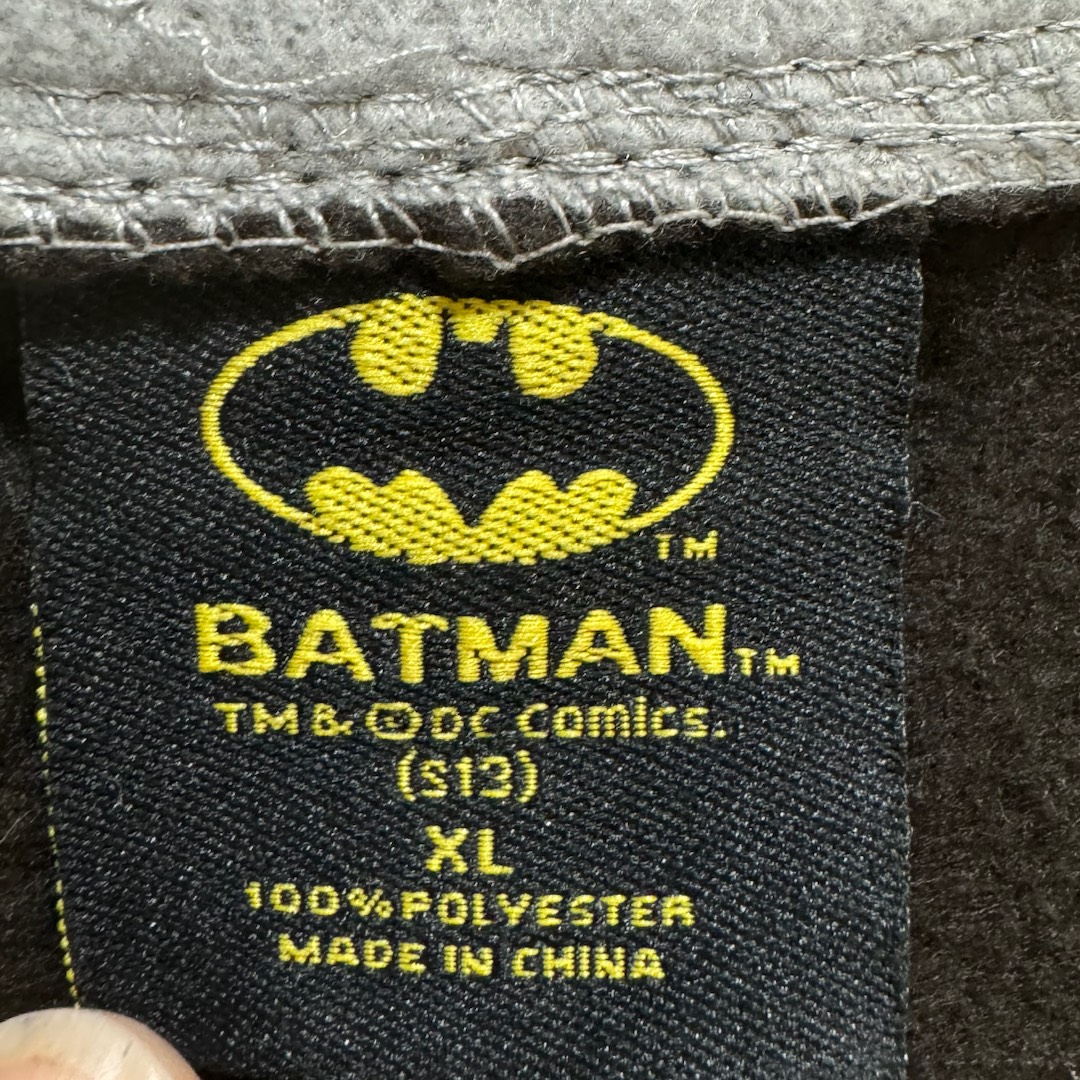 TM
BATMAN TM
TM & © DC Comics.
(s13)
XL
100% POLYESTER
MADE IN CHINA